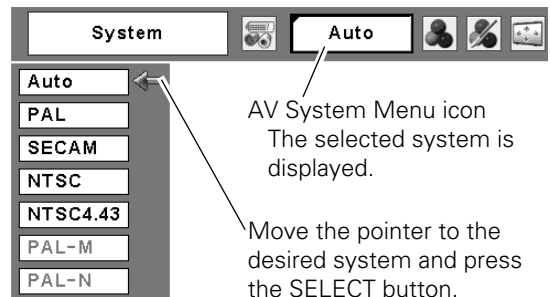 System
Auto
Auto
PAL
SECAM
NTSC
NTSC4.43
PAL-M
PAL-N
AV System Menu icon
The selected system is
displayed.
Move the pointer to the
desired system and press
the SELECT button.